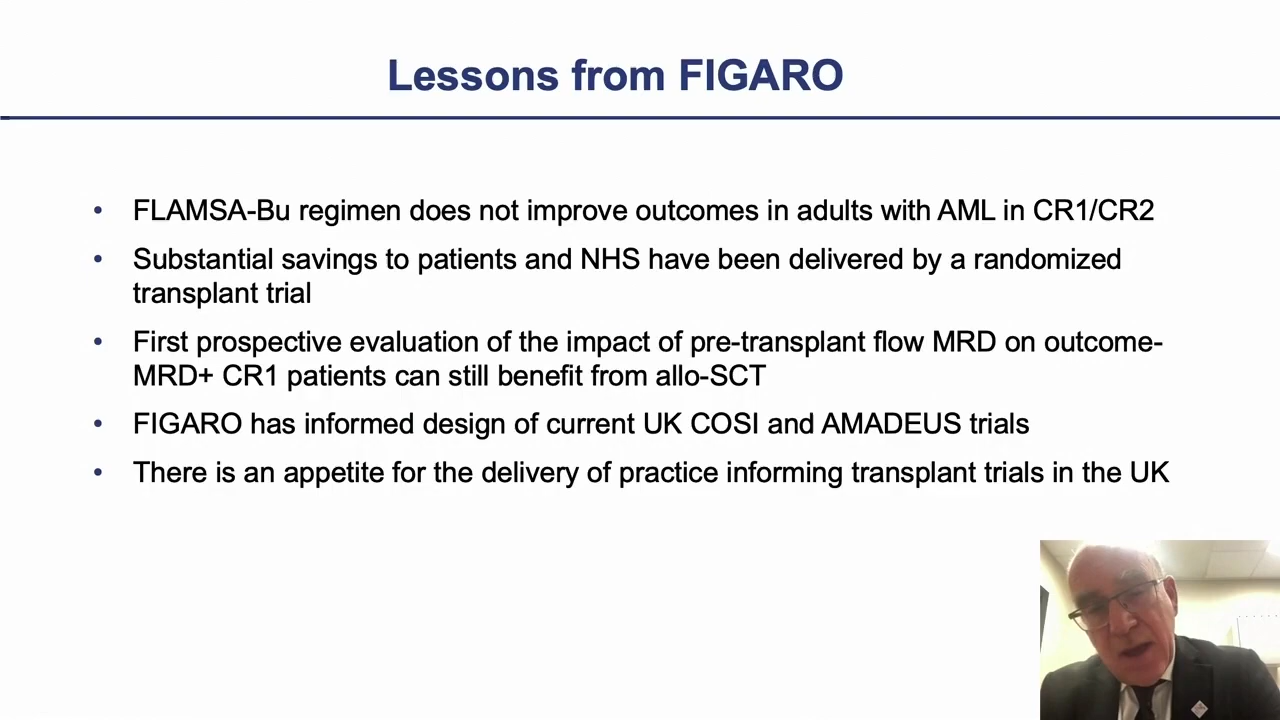 Lessons from FIGARO
• FLAMSA-Bu regimen does not improve outcomes in adults with AML in CR1/CR2
• Substantial savings to patients and NHS have been delivered by a randomized
transplant trial
• First prospective evaluation of the impact of pre-transplant flow MRD on outcome-
MRD+ CR1 patients can still benefit from allo-SCT
• FIGARO has informed design of current UK COSI and AMADEUS trials
• There is an appetite for the delivery of practice informing transplant trials in the UK